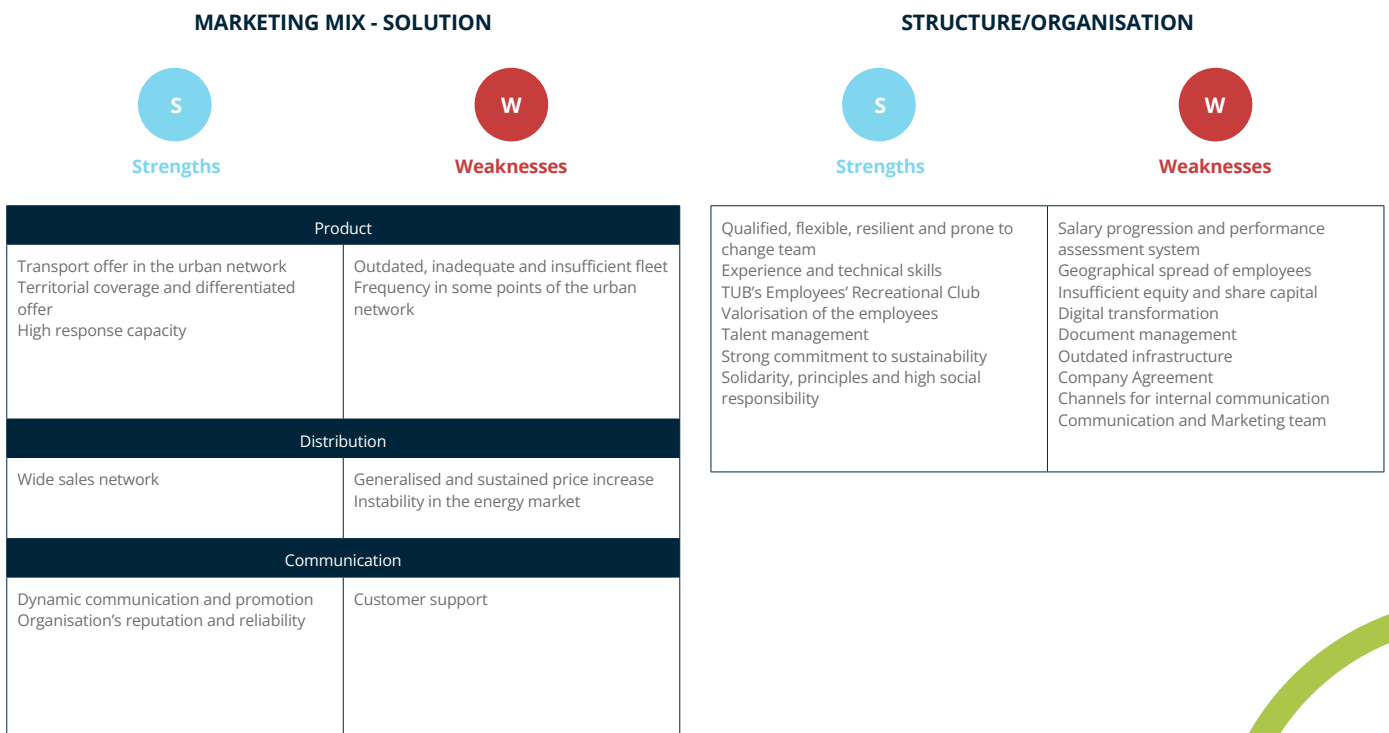 MARKETING MIX - SOLUTION
S
W
Strengths
Weaknesses
Product
Transport offer in the urban network
Territorial coverage and differentiated
offer
High response capacity
Outdated, inadequate and insufficient fleet
Frequency in some points of the urban
network
Distribution
Wide sales network
Generalised and sustained price increase
Instability in the energy market
Communication
Dynamic communication and promotion
Organisation’s reputation and reliability
Customer support
STRUCTURE/ORGANISATION
S
W
Strengths
Weaknesses
Qualified, flexible, resilient and prone to
change team
Experience and technical skills
TUB’s Employees’ Recreational Club
Valorisation of the employees
Talent management
Strong commitment to sustainability
Solidarity, principles and high social
responsibility
Salary progression and performance
assessment system
Geographical spread of employees
Insufficient equity and share capital
Digital transformation
Document management
Outdated infrastructure
Company Agreement
Channels for internal communication
Communication and Marketing team